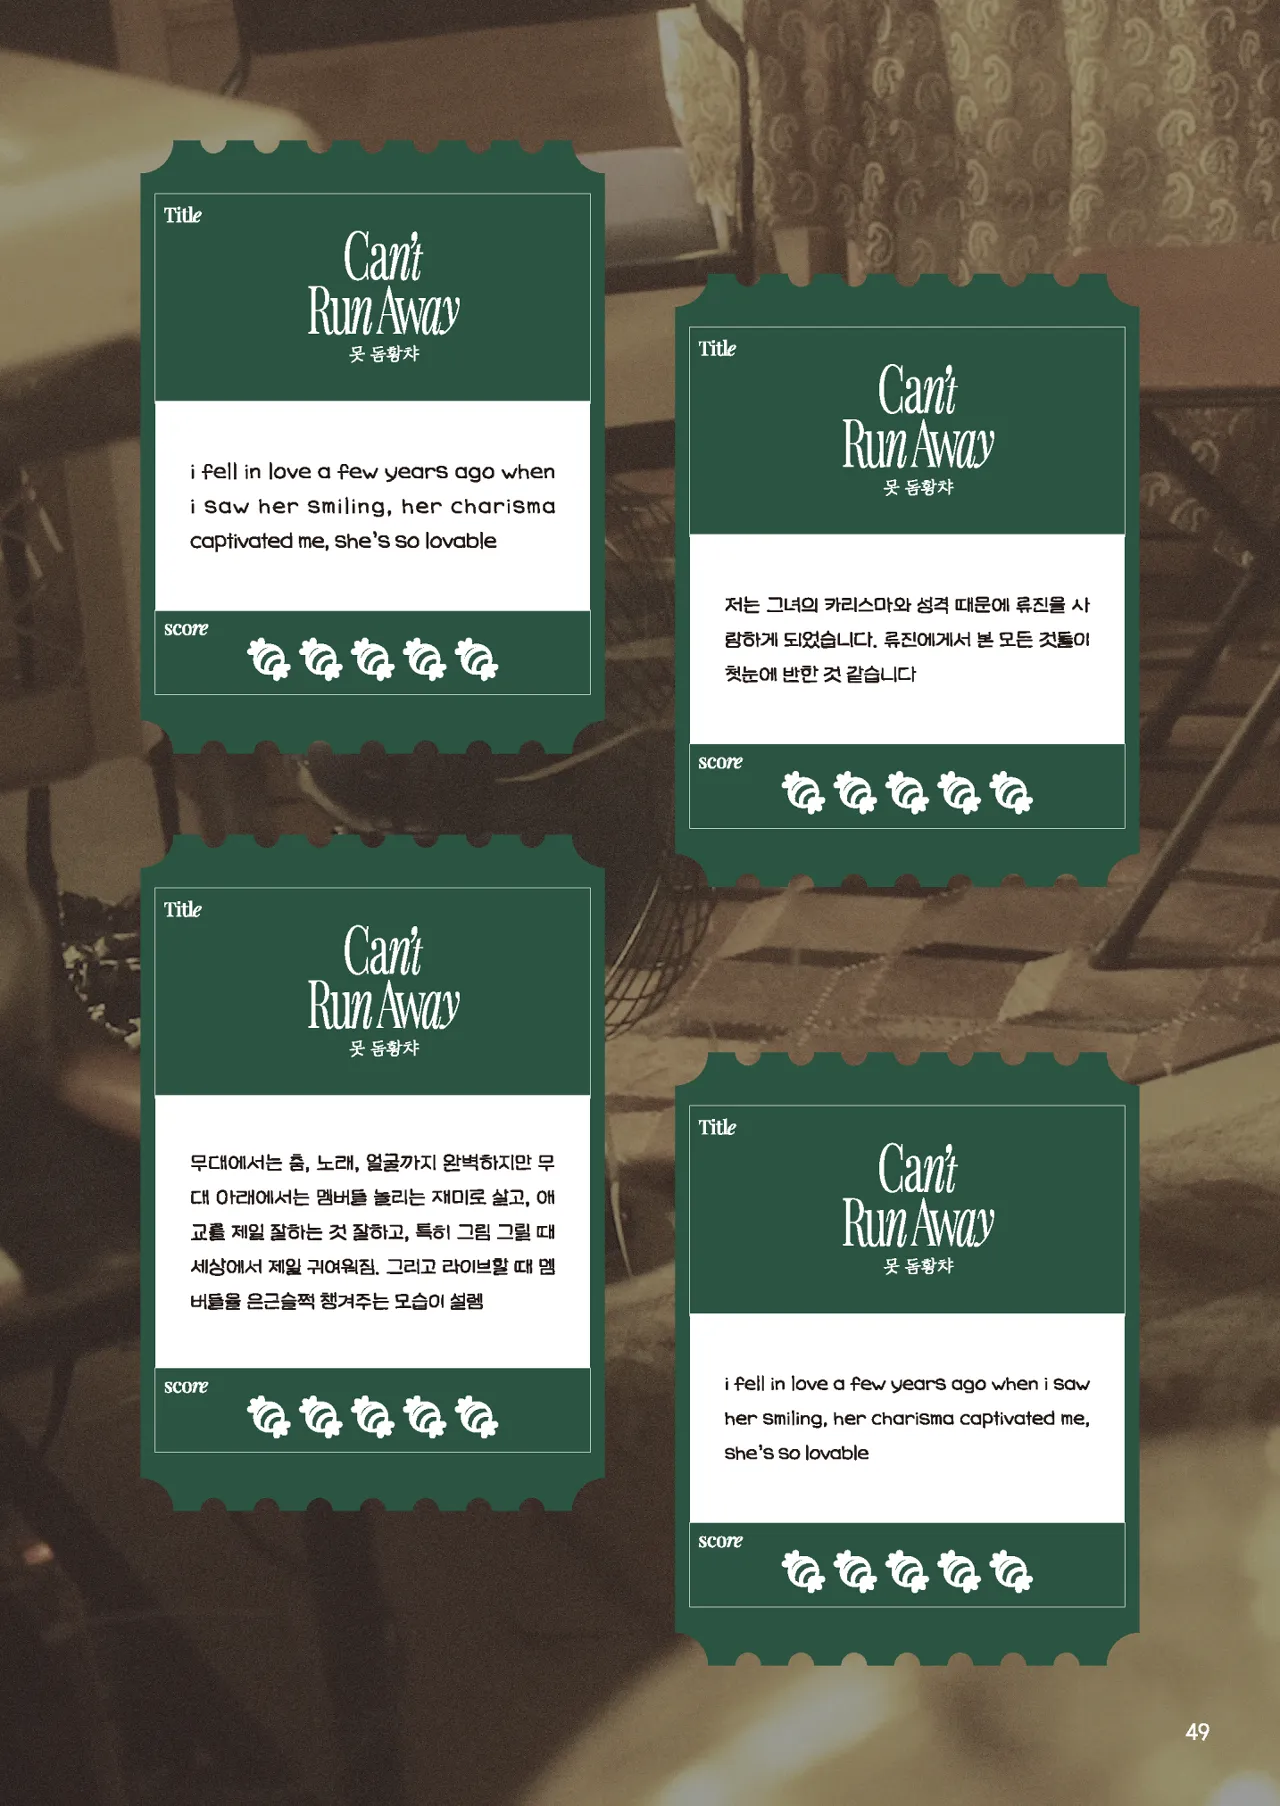 Title
Can't
Run Away
못 돔황챠
i fell in love a few years ago when
i saw her smiling, her charisma
captivated me, she's so lovable
score
Title
Can't
Run Away
못 돔황챠
저는 그녀의 카리스마와 성격 때문에 류진을 사
랑하게 되었습니다. 류진에게서 본 모든 것들이
첫눈에 반한 것 같습니다
score
Title
Can't
Run Away
못 돔황챠
무대에서는 춤, 노래, 얼굴까지 완벽하지만 무
대 아래에서는 멤버들 놀리는 재미로 살고, 애
교를 제일 잘하는 것 잘하고, 특히 그림 그릴 때
세상에서 제일 귀여워짐. 그리고 라이브할 때 멤
버들을 은근슬쩍 챙겨주는 모습이 설렘
score
Title
Can't
Run Away
못 돔황챠
i fell in love a few years ago when i saw
her smiling, her charisma captivated me,
she's so lovable
score
49